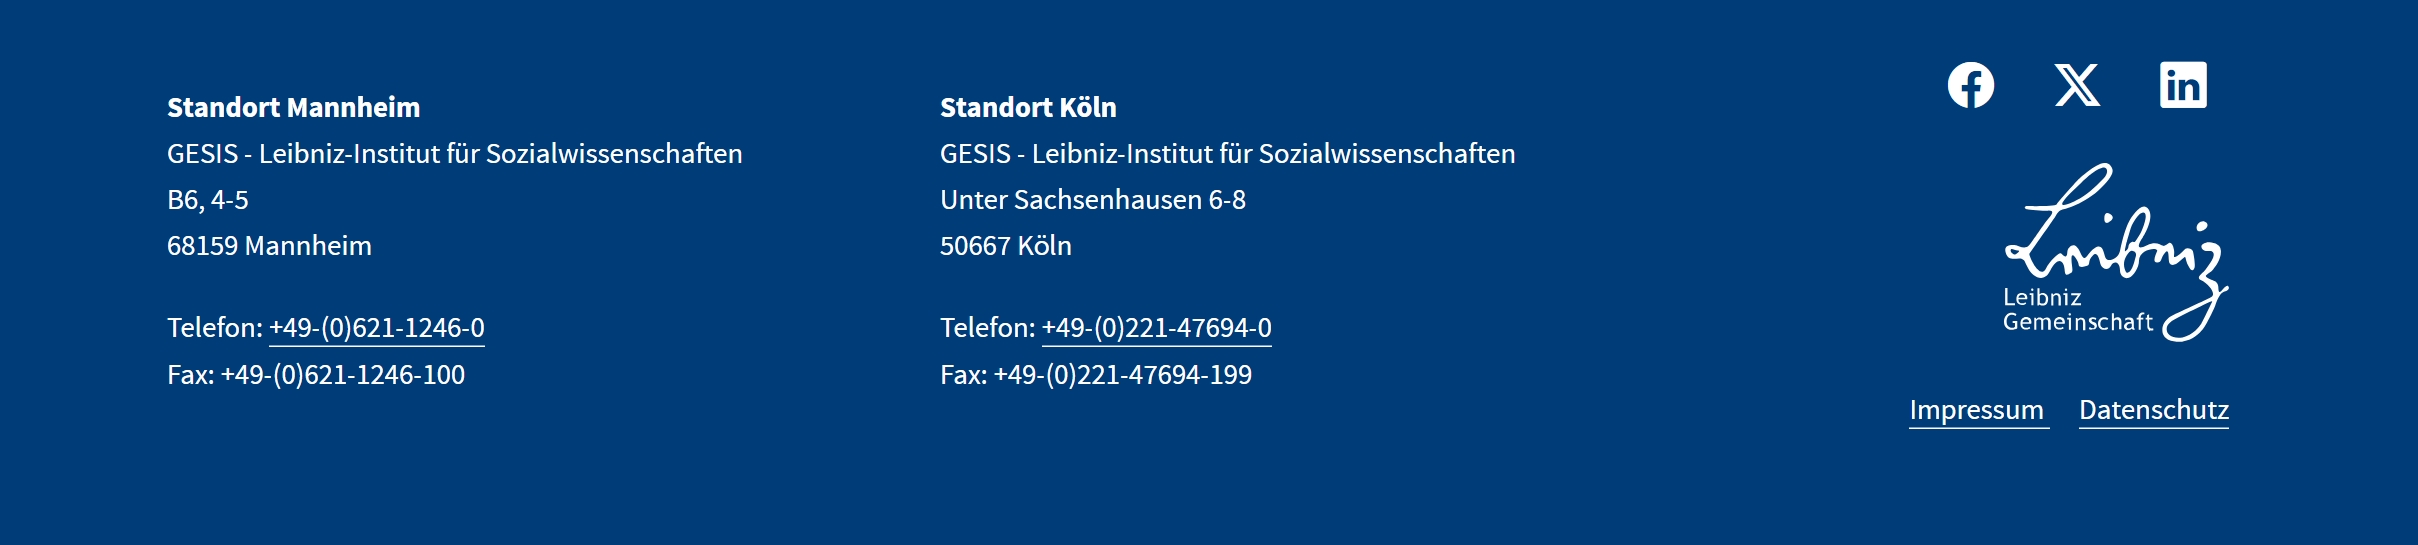 Standort Mannheim
GESIS - Leibniz-Institut für Sozialwissenschaften
B6, 4-5
68159 Mannheim
Telefon: +49-(0)621-1246-0
Fax: +49-(0)621-1246-100
Standort Köln
GESIS - Leibniz-Institut für Sozialwissenschaften
Unter Sachsenhausen 6-8
50667 Köln
Telefon: +49-(0)221-47694-0
Fax: +49-(0)221-47694-199
Leibniz
Leibniz
Gemeinschaft
Impressum Datenschutz